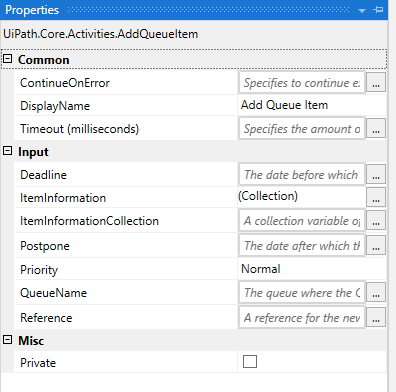 Properties
UiPath.Core.Activities.AddQueueItem
Common
ContinueOnError Specifies to continue e ...
DisplayName Add Queue Item
Timeout (milliseconds) Specifies the amount o ...
Input
Deadline The date before which ...
ItemInformation (Collection) ...
ItemInformationCollection A collection variable of ...
Postpone The date after which th ...
Priority Normal
QueueName The queue where the Q ...
Reference A reference for the new ...
Misc
Private